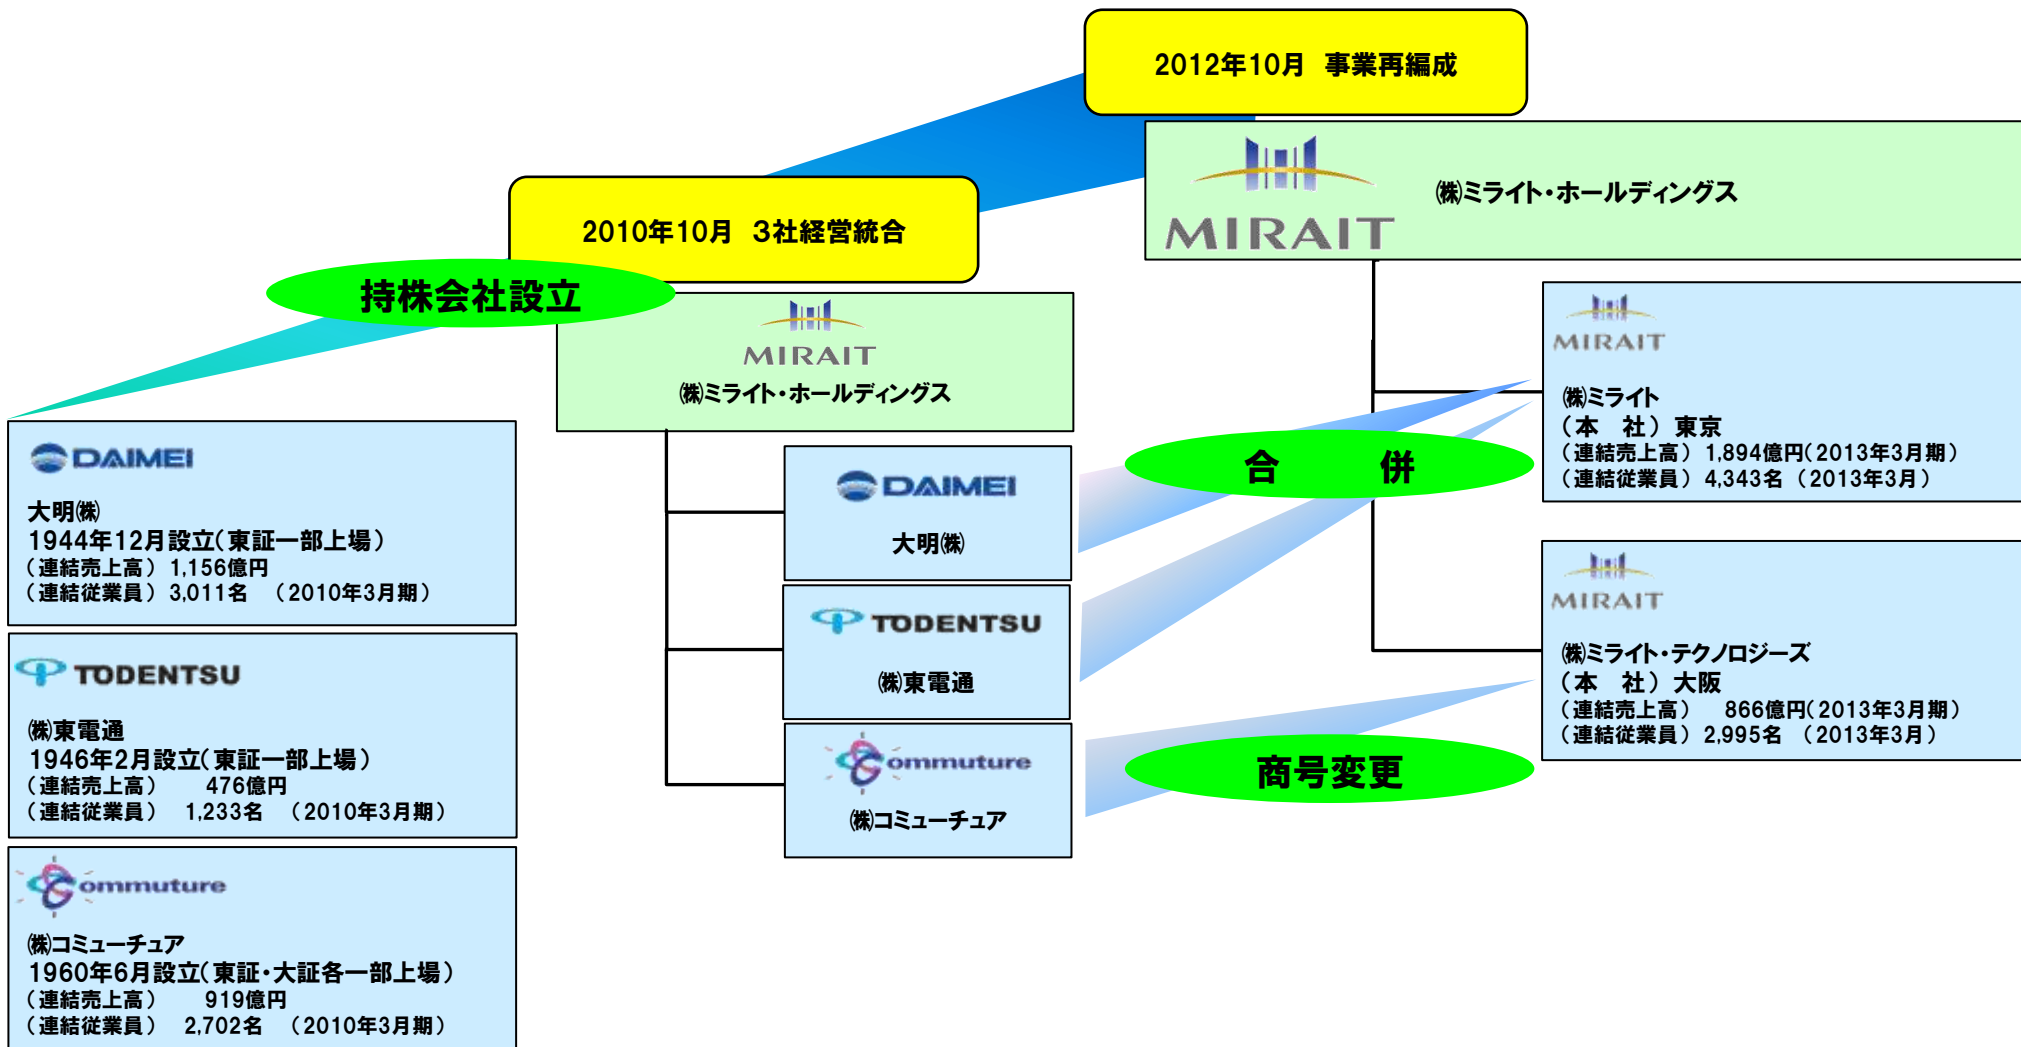 2012年10月 事業再編成
MIRAIT
㈱ミライト・ホールディングス
2010年10月 3社経営統合
持株会社設立
MIRAIT
㈱ミライト・ホールディングス
DAIMEI
大明㈱
1944年12月設立(東証一部上場)
(連結売上高) 1,156億円
(連結従業員) 3,011名 (2010年3月期)
TODENTSU
㈱東電通
1946年2月設立(東証一部上場)
(連結売上高) 476億円
(連結従業員) 1,233名 (2010年3月期)
Commuture
㈱コミューチュア
1960年6月設立(東証・大証各一部上場)
(連結売上高) 919億円
(連結従業員) 2,702名 (2010年3月期)
DAIMEI
大明㈱
TODENTSU
㈱東電通
Commuture
㈱コミューチュア
合 併
商号変更
MIRAIT
㈱ミライト
(本 社) 東京
(連結売上高) 1,894億円(2013年3月期)
(連結従業員) 4,343名 (2013年3月)
MIRAIT
㈱ミライト・テクノロジーズ
(本 社) 大阪
(連結売上高) 866億円(2013年3月期)
(連結従業員) 2,995名 (2013年3月)